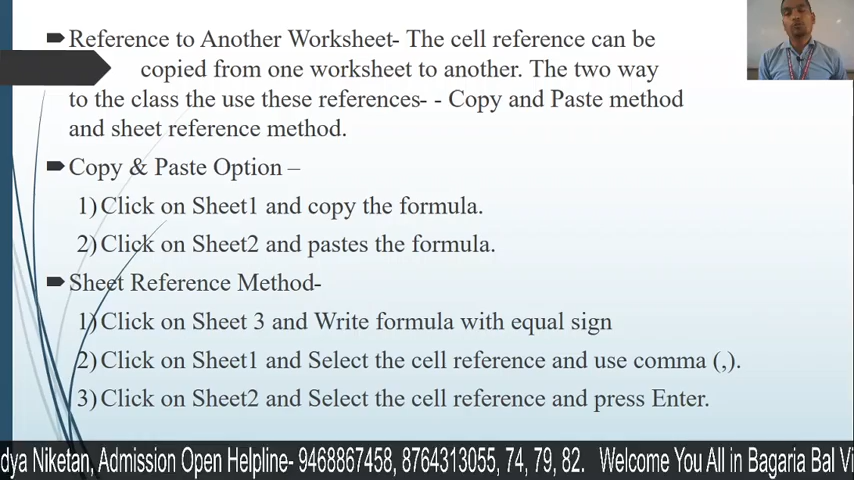 Reference to Another Worksheet- The cell reference can be
copied from one worksheet to another. The two way
to the class the use these references- - Copy and Paste method
and sheet reference method.
Copy & Paste Option –
1) Click on Sheet1 and copy the formula.
2) Click on Sheet2 and pastes the formula.
Sheet Reference Method-
1) Click on Sheet 3 and Write formula with equal sign
2) Click on Sheet1 and Select the cell reference and use comma (,).
3) Click on Sheet2 and Select the cell reference and press Enter.
dya Niketan, Admission Open Helpline- 9468867458, 8764313055, 74, 79, 82. Welcome You All in Bagaria Bal Vi